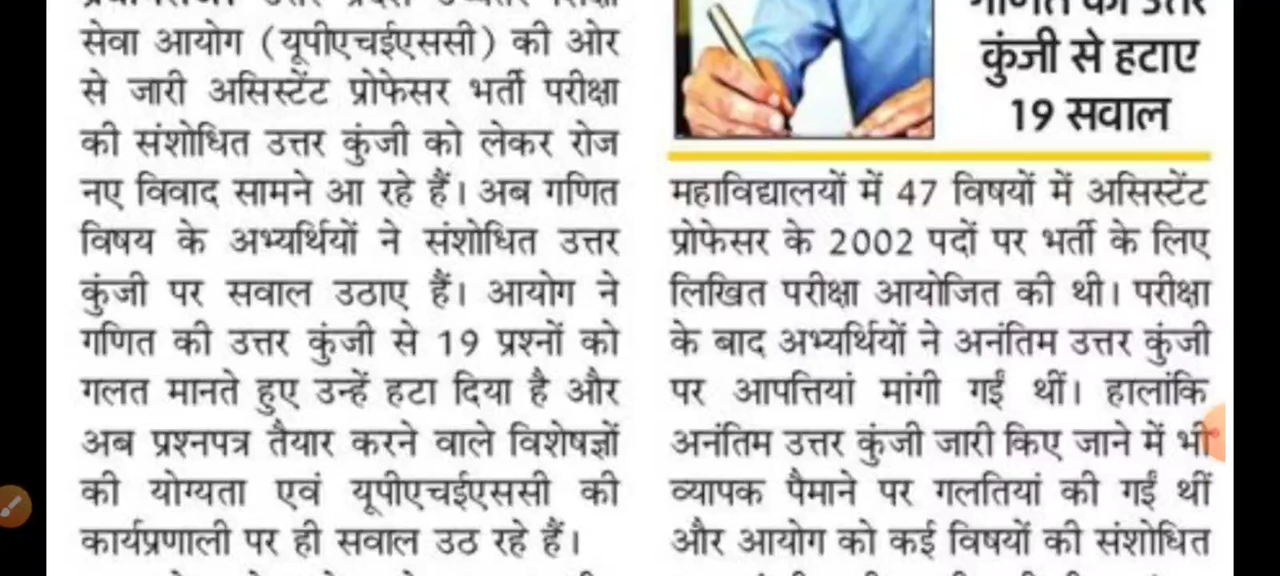 सेवा आयोग (यूपीएचईएससी) की ओर
से जारी असिस्टेंट प्रोफेसर भर्ती परीक्षा
की संशोधित उत्तर कुंजी को लेकर रोज
नए विवाद सामने आ रहे हैं। अब गणित
विषय के अभ्यर्थियों ने संशोधित उत्तर
कुंजी पर सवाल उठाए हैं। आयोग ने
गणित की उत्तर कुंजी से 19 प्रश्नों को
गलत मानते हुए उन्हें हटा दिया है और
अब प्रश्नपत्र तैयार करने वाले विशेषज्ञों
की योग्यता एवं यूपीएचईएससी की
कार्यप्रणाली पर ही सवाल उठ रहे हैं।
गणित की उत्तर
कुंजी से हटाए
19 सवाल
महाविद्यालयों में 47 विषयों में असिस्टेंट
प्रोफेसर के 2002 पदों पर भर्ती के लिए
लिखित परीक्षा आयोजित की थी। परीक्षा
के बाद अभ्यर्थियों ने अनंतिम उत्तर कुंजी
पर आपत्तियां मांगी गईं थीं। हालांकि
अनंतिम उत्तर कुंजी जारी किए जाने में भी
व्यापक पैमाने पर गलतियां की गईं थीं
और आयोग को कई विषयों की संशोधित